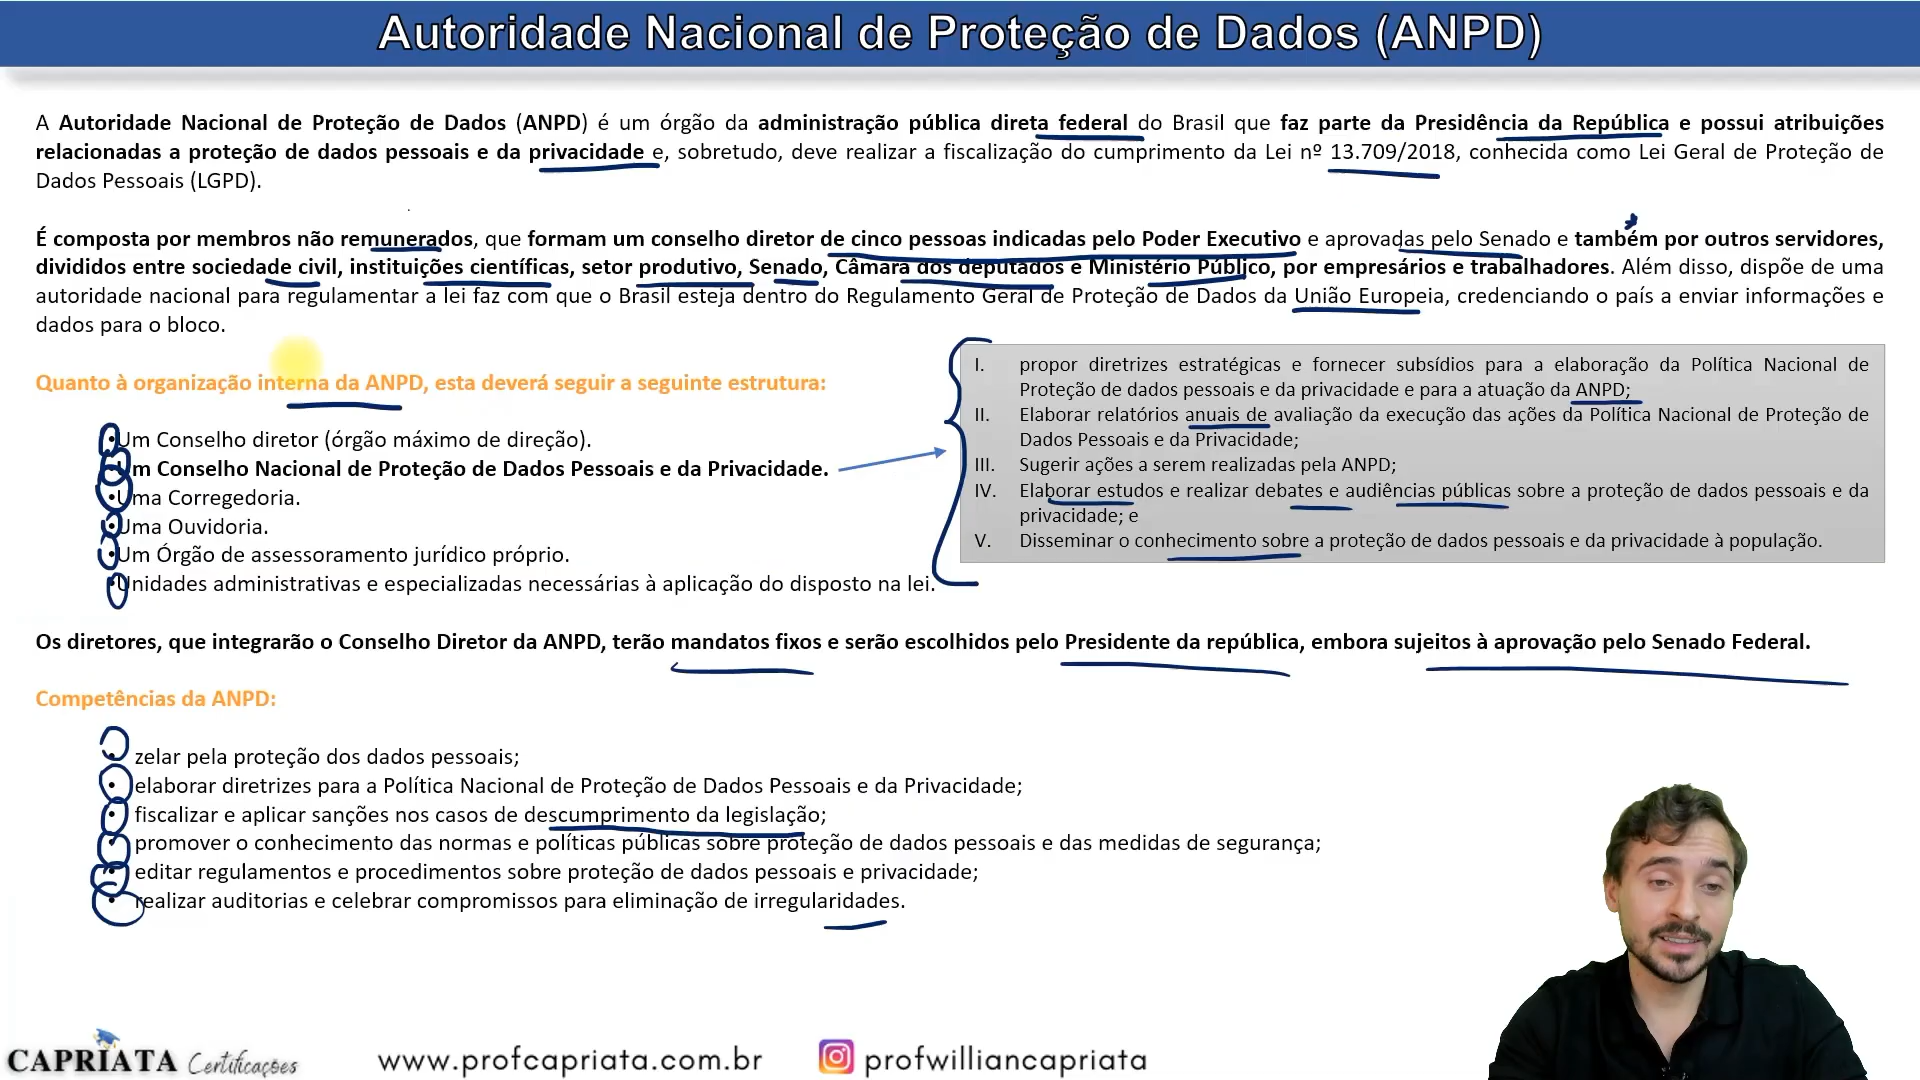 Autoridade Nacional de Proteção de Dados (ANPD)
A Autoridade Nacional de Proteção de Dados (ANPD) é um órgão da administração pública direta federal do Brasil que faz parte da Presidência da República e possui atribuições
relacionadas a proteção de dados pessoais e da privacidade e, sobretudo, deve realizar a fiscalização do cumprimento da Lei nº 13.709/2018, conhecida como Lei Geral de Proteção de
Dados Pessoais (LGPD).
É composta por membros não remunerados, que formam um conselho diretor de cinco pessoas indicadas pelo Poder Executivo e aprovadas pelo Senado e também por outros servidores,
divididos entre sociedade civil, instituições científicas, setor produtivo, Senado, Câmara dos deputados e Ministério Público, por empresários e trabalhadores. Além disso, dispõe de uma
autoridade nacional para regulamentar a lei faz com que o Brasil esteja dentro do Regulamento Geral de Proteção de Dados da União Europeia, credenciando o país a enviar informações e
dados para o bloco.
Quanto à organização interna da ANPD, esta deverá seguir a seguinte estrutura:
• Um Conselho diretor (órgão máximo de direção).
• Um Conselho Nacional de Proteção de Dados Pessoais e da Privacidade.
• Uma Corregedoria.
• Uma Ouvidoria.
• Um Órgão de assessoramento jurídico próprio.
• Unidades administrativas e especializadas necessárias à aplicação do disposto na lei.
I. propor diretrizes estratégicas e fornecer subsídios para a elaboração da Política Nacional de
Proteção de dados pessoais e da privacidade e para a atuação da ANPD;
II. Elaborar relatórios anuais de avaliação da execução das ações da Política Nacional de Proteção de
Dados Pessoais e da Privacidade;
III. Sugerir ações a serem realizadas pela ANPD;
IV. Elaborar estudos e realizar debates e audiências públicas sobre a proteção de dados pessoais e da
privacidade; e
V. Disseminar o conhecimento sobre a proteção de dados pessoais e da privacidade à população.
Os diretores, que integrarão o Conselho Diretor da ANPD, terão mandatos fixos e serão escolhidos pelo Presidente da república, embora sujeitos à aprovação pelo Senado Federal.
Competências da ANPD:
• zelar pela proteção dos dados pessoais;
• elaborar diretrizes para a Política Nacional de Proteção de Dados Pessoais e da Privacidade;
• fiscalizar e aplicar sanções nos casos de descumprimento da legislação;
• promover o conhecimento das normas e políticas públicas sobre proteção de dados pessoais e das medidas de segurança;
• editar regulamentos e procedimentos sobre proteção de dados pessoais e privacidade;
• realizar auditorias e celebrar compromissos para eliminação de irregularidades.
CAPRIATA Certificações
www.profcapriata.com.br
profwilliancapriata